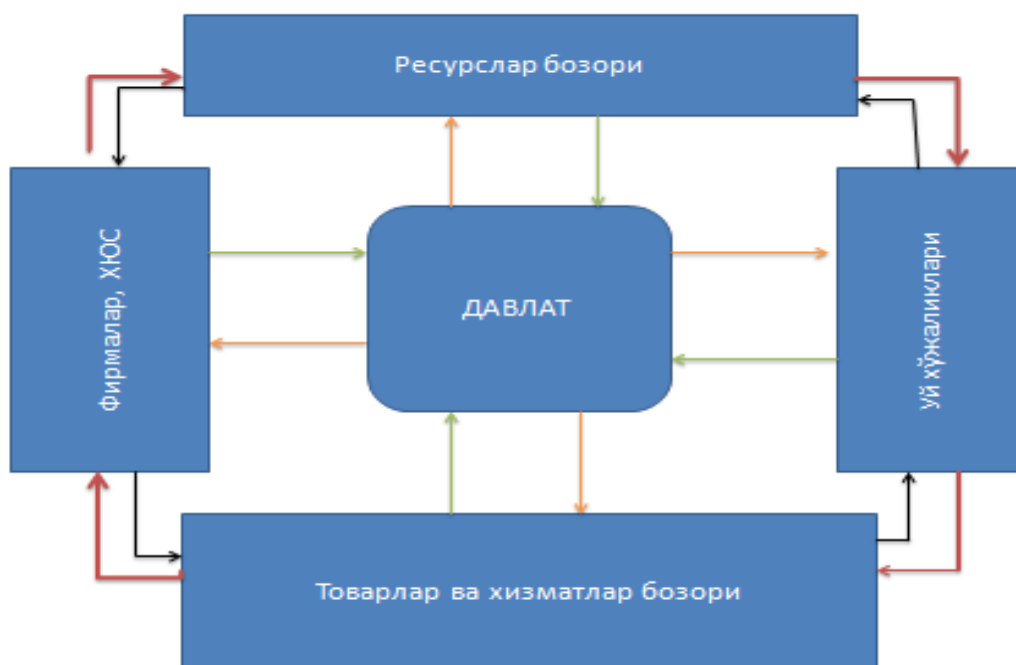 Ресурслар бозори
Фирмалар, ХЮС
ДАВЛАТ
уй хўжаликлари
Товарлар ва хизматлар бозори